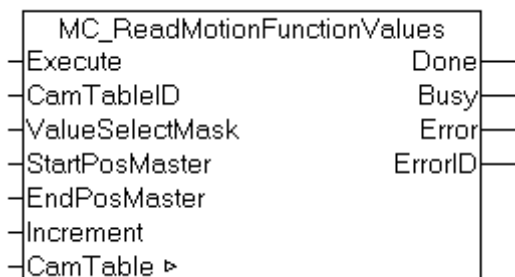 MC_ReadMotionFunctionValues
Execute Done
CamTableID Busy
ValueSelectMask Error
StartPosMaster ErrorID
EndPosMaster
Increment
CamTable ▷